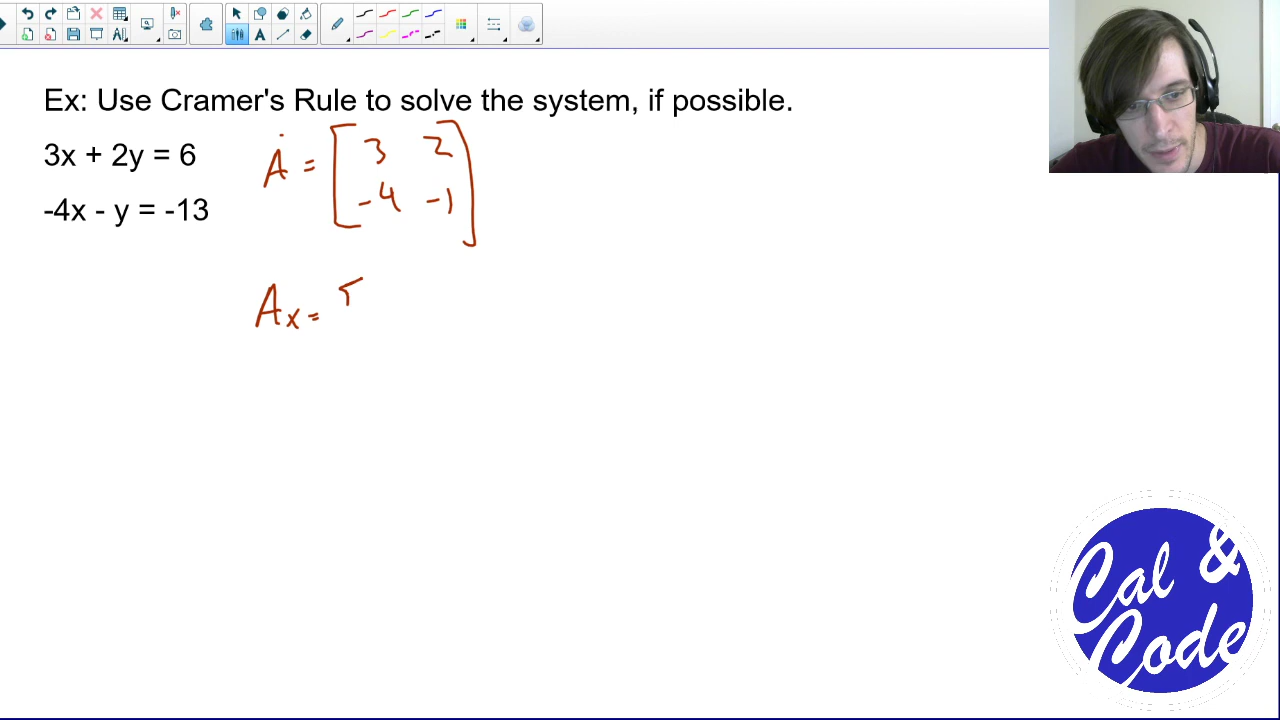 Ex: Use Cramer's Rule to solve the system, if possible.
3x + 2y = 6
-4x - y = -13
A = [ 3 2
-4 -1 ]
Ax =
Cal &
Code